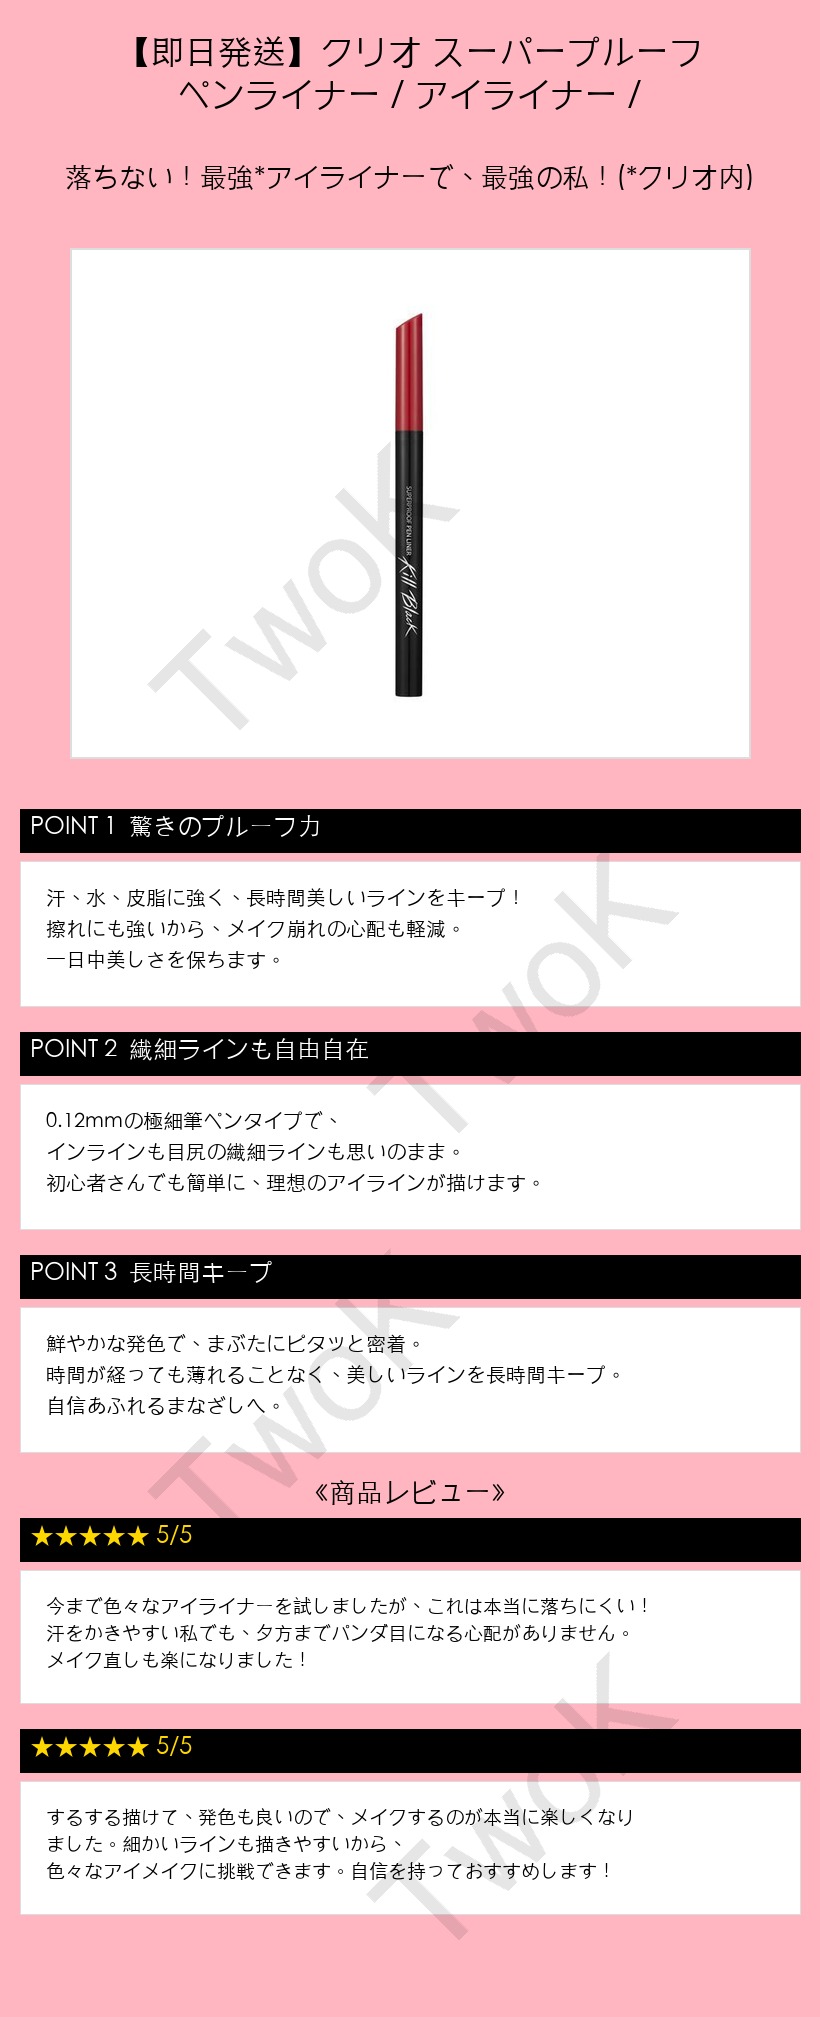 【即日発送】クリオ スーパープルーフ
ペンライナー / アイライナー /
落ちない！最強*アイライナーで、最強の私！(*クリオ内)
SUPERPROOF PEN LINER
Kill Black
TwoK
POINT 1 驚きのプルーフ力
汗、水、皮脂に強く、長時間美しいラインをキープ！
擦れにも強いから、メイク崩れの心配も軽減。
一日中美しさを保ちます。
TwoK
POINT 2 繊細ラインも自由自在
0.12mmの極細筆ペンタイプで、
インラインも目尻の繊細ラインも思いのまま。
初心者さんでも簡単に、理想のアイラインが描けます。
POINT 3 長時間キープ
鮮やかな発色で、まぶたにピタッと密着。
時間が経っても薄れることなく、美しいラインを長時間キープ。
自信あふれるまなざしへ。
TwoK
《商品レビュー》
★★★★★ 5/5
今まで色々なアイライナーを試しましたが、これは本当に落ちにくい！
汗をかきやすい私でも、夕方までパンダ目になる心配がありません。
メイク直しも楽になりました！
★★★★★ 5/5
するする描けて、発色も良いので、メイクするのが本当に楽しくなり
ました。細かいラインも描きやすいから、
色々なアイメイクに挑戦できます。自信を持っておすすめします！
TwoK